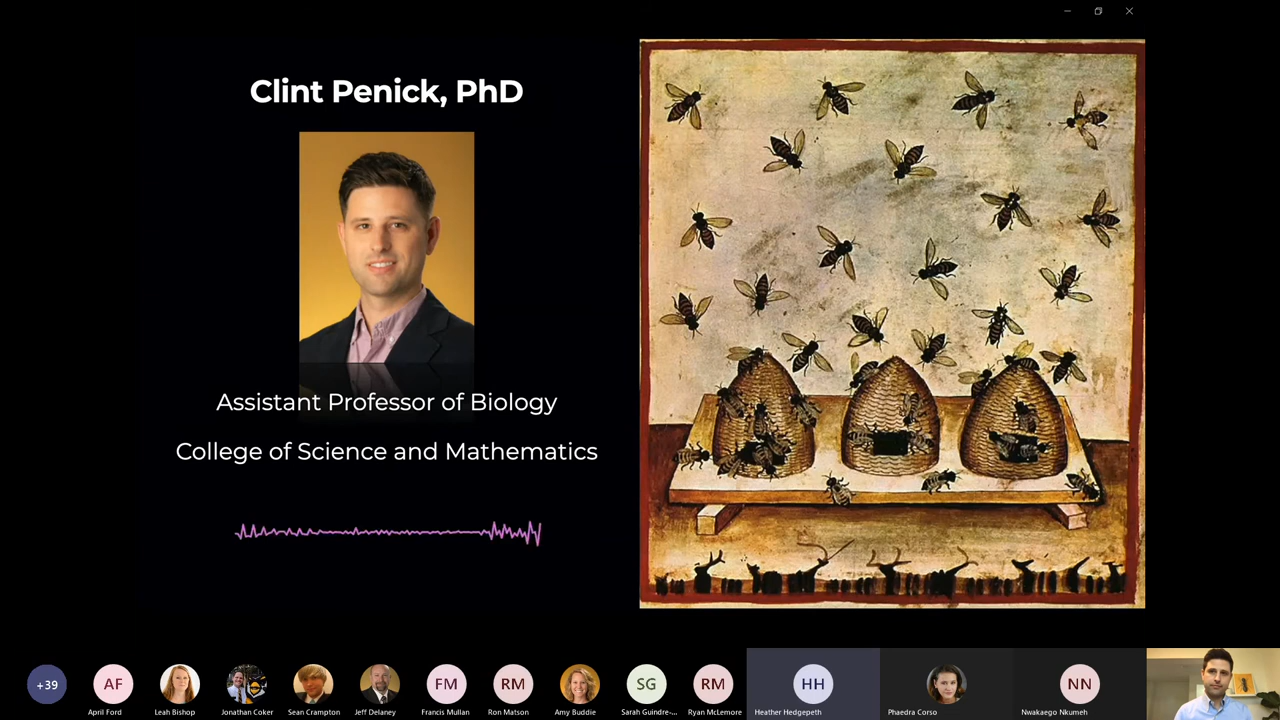 Clint Penick, PhD
Assistant Professor of Biology
College of Science and Mathematics
+39
AF
FM
RM
SG
RM
HH
NN
April Ford
Leah Bishop
Jonathan Coker
Sean Crampton
Jeff Delaney
Francis Mullan
Ron Matson
Amy Buddie
Sarah Guindre-...
Ryan McLemore
Heather Hedgepeth
Phaedra Corso
Nwakaego Nkumeh